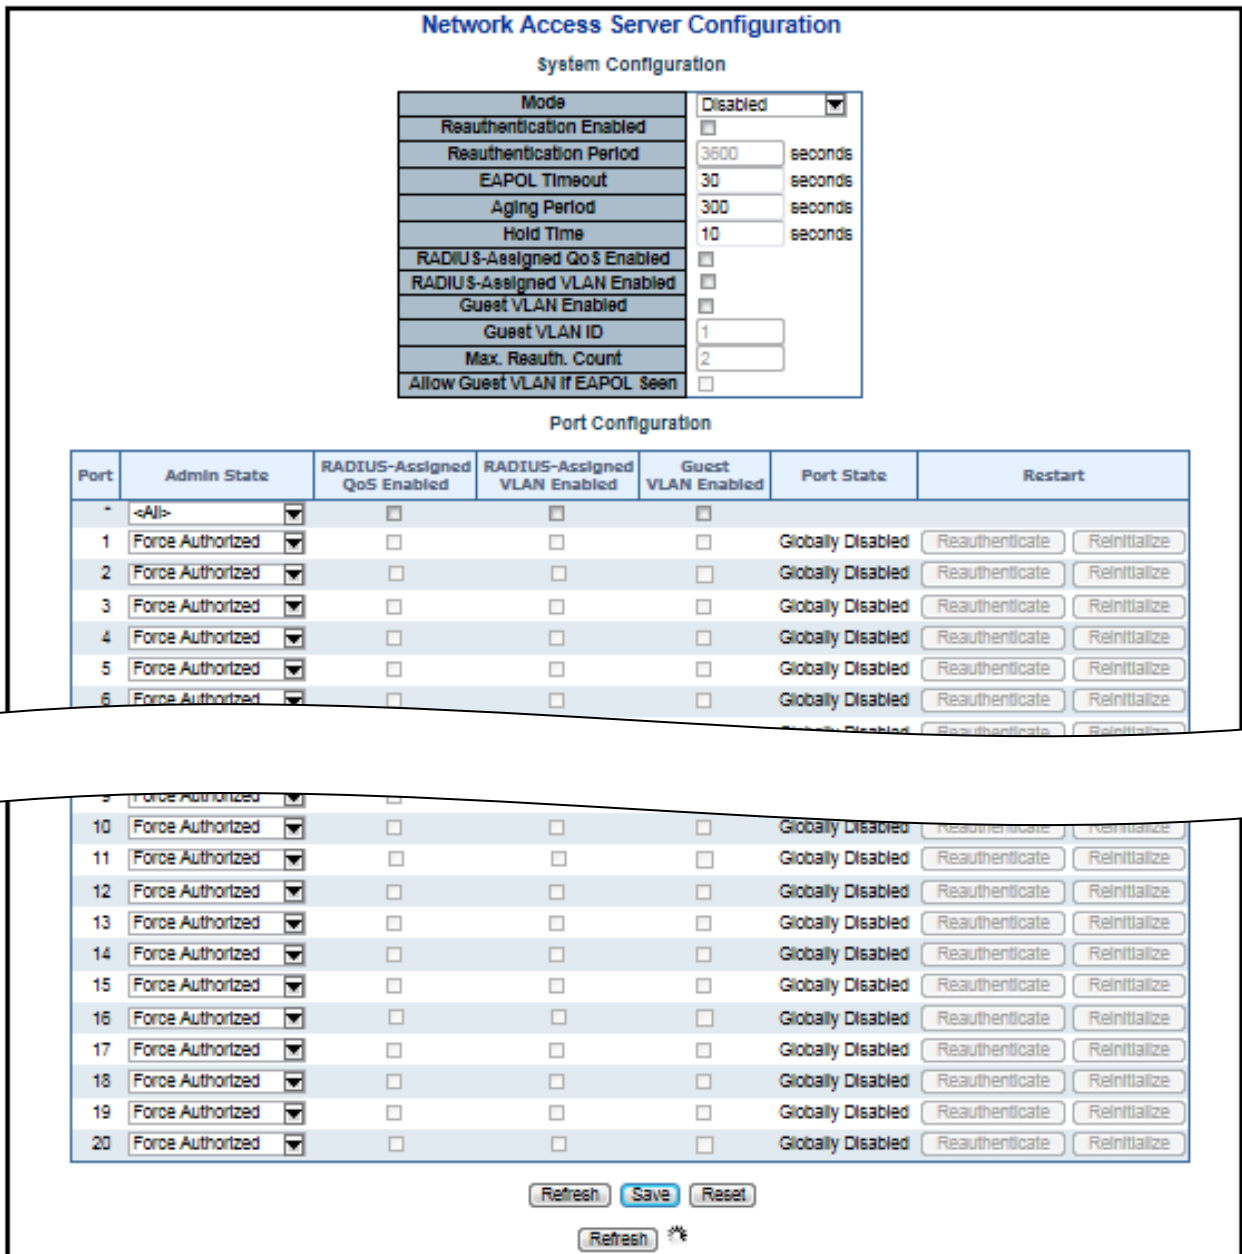 Network Access Server Configuration
System Configuration
Mode Disabled
Reauthentication Enabled
Reauthentication Period 3600 seconds
EAPOL Timeout 30 seconds
Aging Period 300 seconds
Hold Time 10 seconds
RADIUS-Assigned QoS Enabled
RADIUS-Assigned VLAN Enabled
Guest VLAN Enabled
Guest VLAN ID 1
Max. Reauth. Count 2
Allow Guest VLAN if EAPOL Seen
Port Configuration
Port Admin State RADIUS-Assigned QoS Enabled RADIUS-Assigned VLAN Enabled Guest VLAN Enabled Port State Restart
* <All>
1 Force Authorized Globally Disabled Reauthenticate Reinitialize
2 Force Authorized Globally Disabled Reauthenticate Reinitialize
3 Force Authorized Globally Disabled Reauthenticate Reinitialize
4 Force Authorized Globally Disabled Reauthenticate Reinitialize
5 Force Authorized Globally Disabled Reauthenticate Reinitialize
6 Force Authorized Globally Disabled Reauthenticate Reinitialize
Globally Disabled Reauthenticate Reinitialize
9 Force Authorized
10 Force Authorized Globally Disabled Reauthenticate Reinitialize
11 Force Authorized Globally Disabled Reauthenticate Reinitialize
12 Force Authorized Globally Disabled Reauthenticate Reinitialize
13 Force Authorized Globally Disabled Reauthenticate Reinitialize
14 Force Authorized Globally Disabled Reauthenticate Reinitialize
15 Force Authorized Globally Disabled Reauthenticate Reinitialize
16 Force Authorized Globally Disabled Reauthenticate Reinitialize
17 Force Authorized Globally Disabled Reauthenticate Reinitialize
18 Force Authorized Globally Disabled Reauthenticate Reinitialize
19 Force Authorized Globally Disabled Reauthenticate Reinitialize
20 Force Authorized Globally Disabled Reauthenticate Reinitialize
Refresh Save Reset
Refresh